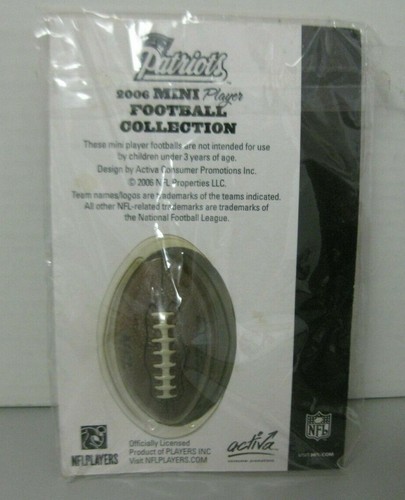 Patriots
2006 MINI Player
FOOTBALL
COLLECTION
These mini player footballs are not intended for use
by children under 3 years of age.
Design by Activa Consumer Promotions Inc.
© 2006 NFL Properties LLC.
Team names/logos are trademarks of the teams indicated.
All other NFL-related trademarks are trademarks of
the National Football League.
NFLPLAYERS
Officially Licensed
Product of PLAYERS INC
Visit NFLPLAYERS.COM
activa
NFL